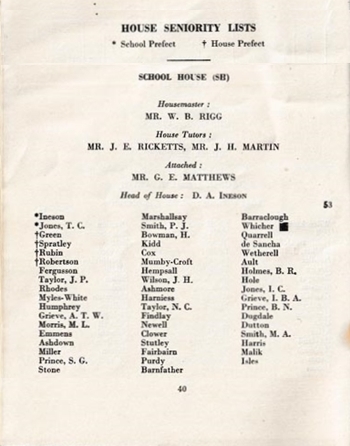 HOUSE SENIORITY LISTS
* School Prefect † House Prefect
SCHOOL HOUSE (SH)
Housemaster :
MR. W. B. RIGG
House Tutors :
MR. J. E. RICKETTS, MR. J. H. MARTIN
Attached :
MR. G. E. MATTHEWS
Head of House : D. A. INESON
53
*Ineson
*Jones, T. C.
†Green
†Spratley
†Rubin
†Robertson
Fergusson
Taylor, J. P.
Rhodes
Myles-White
Humphrey
Grieve, A. T. W.
Morris, M. L.
Emmens
Ashdown
Miller
Prince, S. G.
Stone
Marshallsay
Smith, P. J.
Bowman, H.
Kidd
Cox
Mumby-Croft
Hempsall
Wilson, J. H.
Ashmore
Harniess
Taylor, N. C.
Findlay
Newell
Clower
Stutley
Fairbairn
Purdy
Barnfather
Barraclough
Whicher
Quarrell
de Sancha
Wetherell
Ault
Holmes, B. R.
Hole
Jones, I. C.
Grieve, I. B. A.
Prince, B. N.
Dugdale
Dutton
Smith, M. A.
Harris
Malik
Isles
40